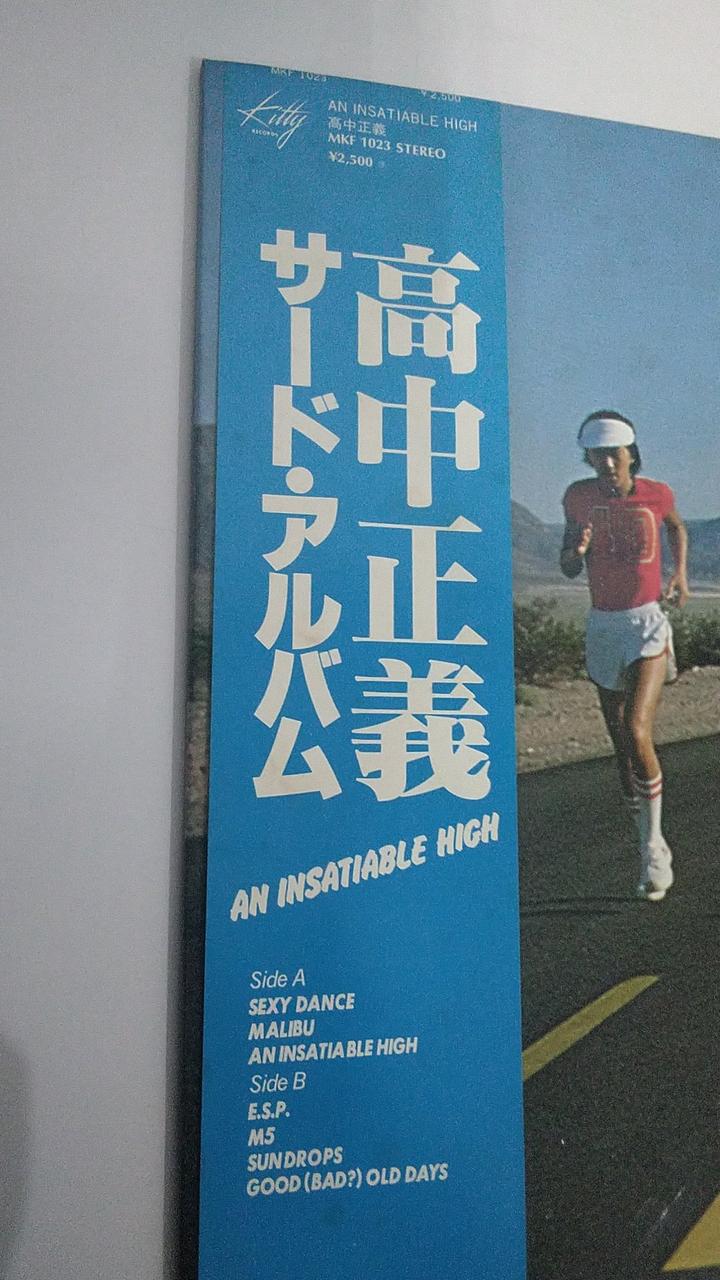 MKF 1023
¥2,500
Kitty
RECORDS
AN INSATIABLE HIGH
高中正義
MKF 1023 STEREO
¥2,500
高中正義
サード・アルバム
AN INSATIABLE HIGH
Side A
SEXY DANCE
MALIBU
AN INSATIABLE HIGH
Side B
E.S.P.
M5
SUNDROPS
GOOD (BAD?) OLD DAYS